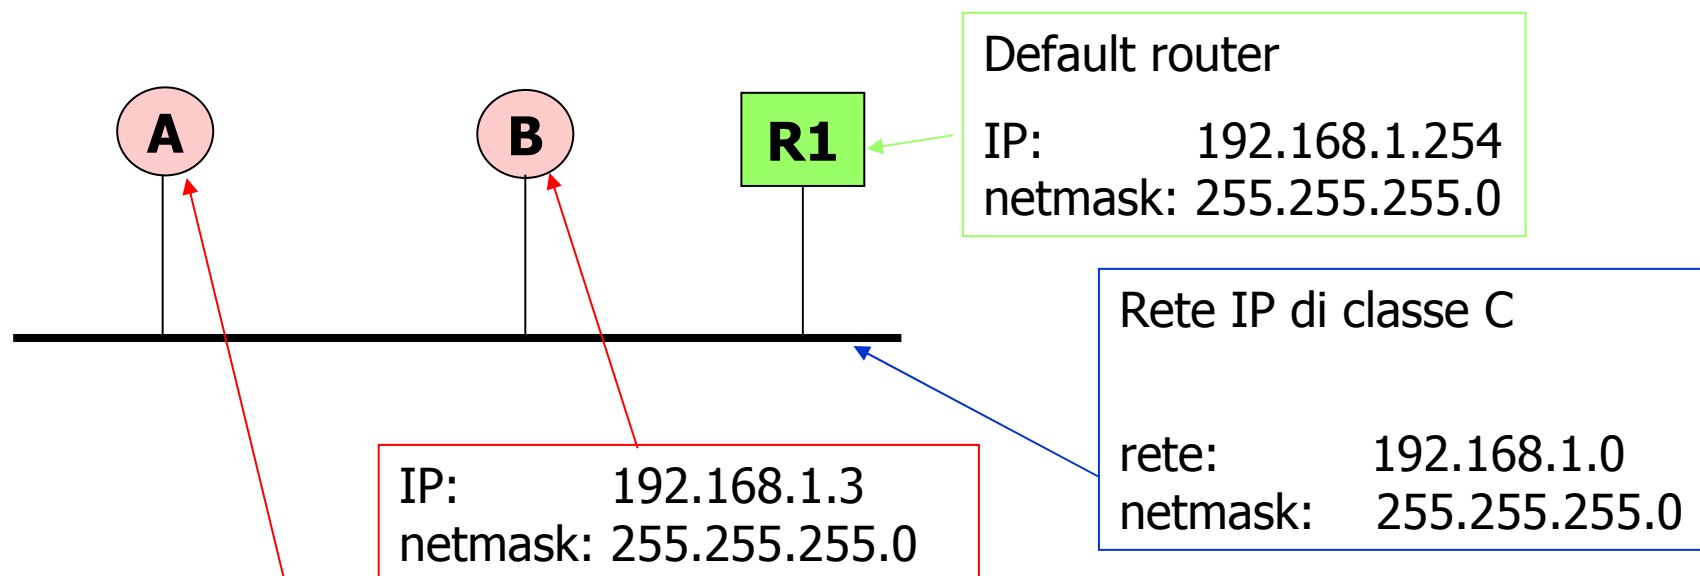 Default router
A
B
R1
IP: 192.168.1.254
netmask: 255.255.255.0
Rete IP di classe C
rete: 192.168.1.0
netmask: 255.255.255.0
IP: 192.168.1.3
netmask: 255.255.255.0